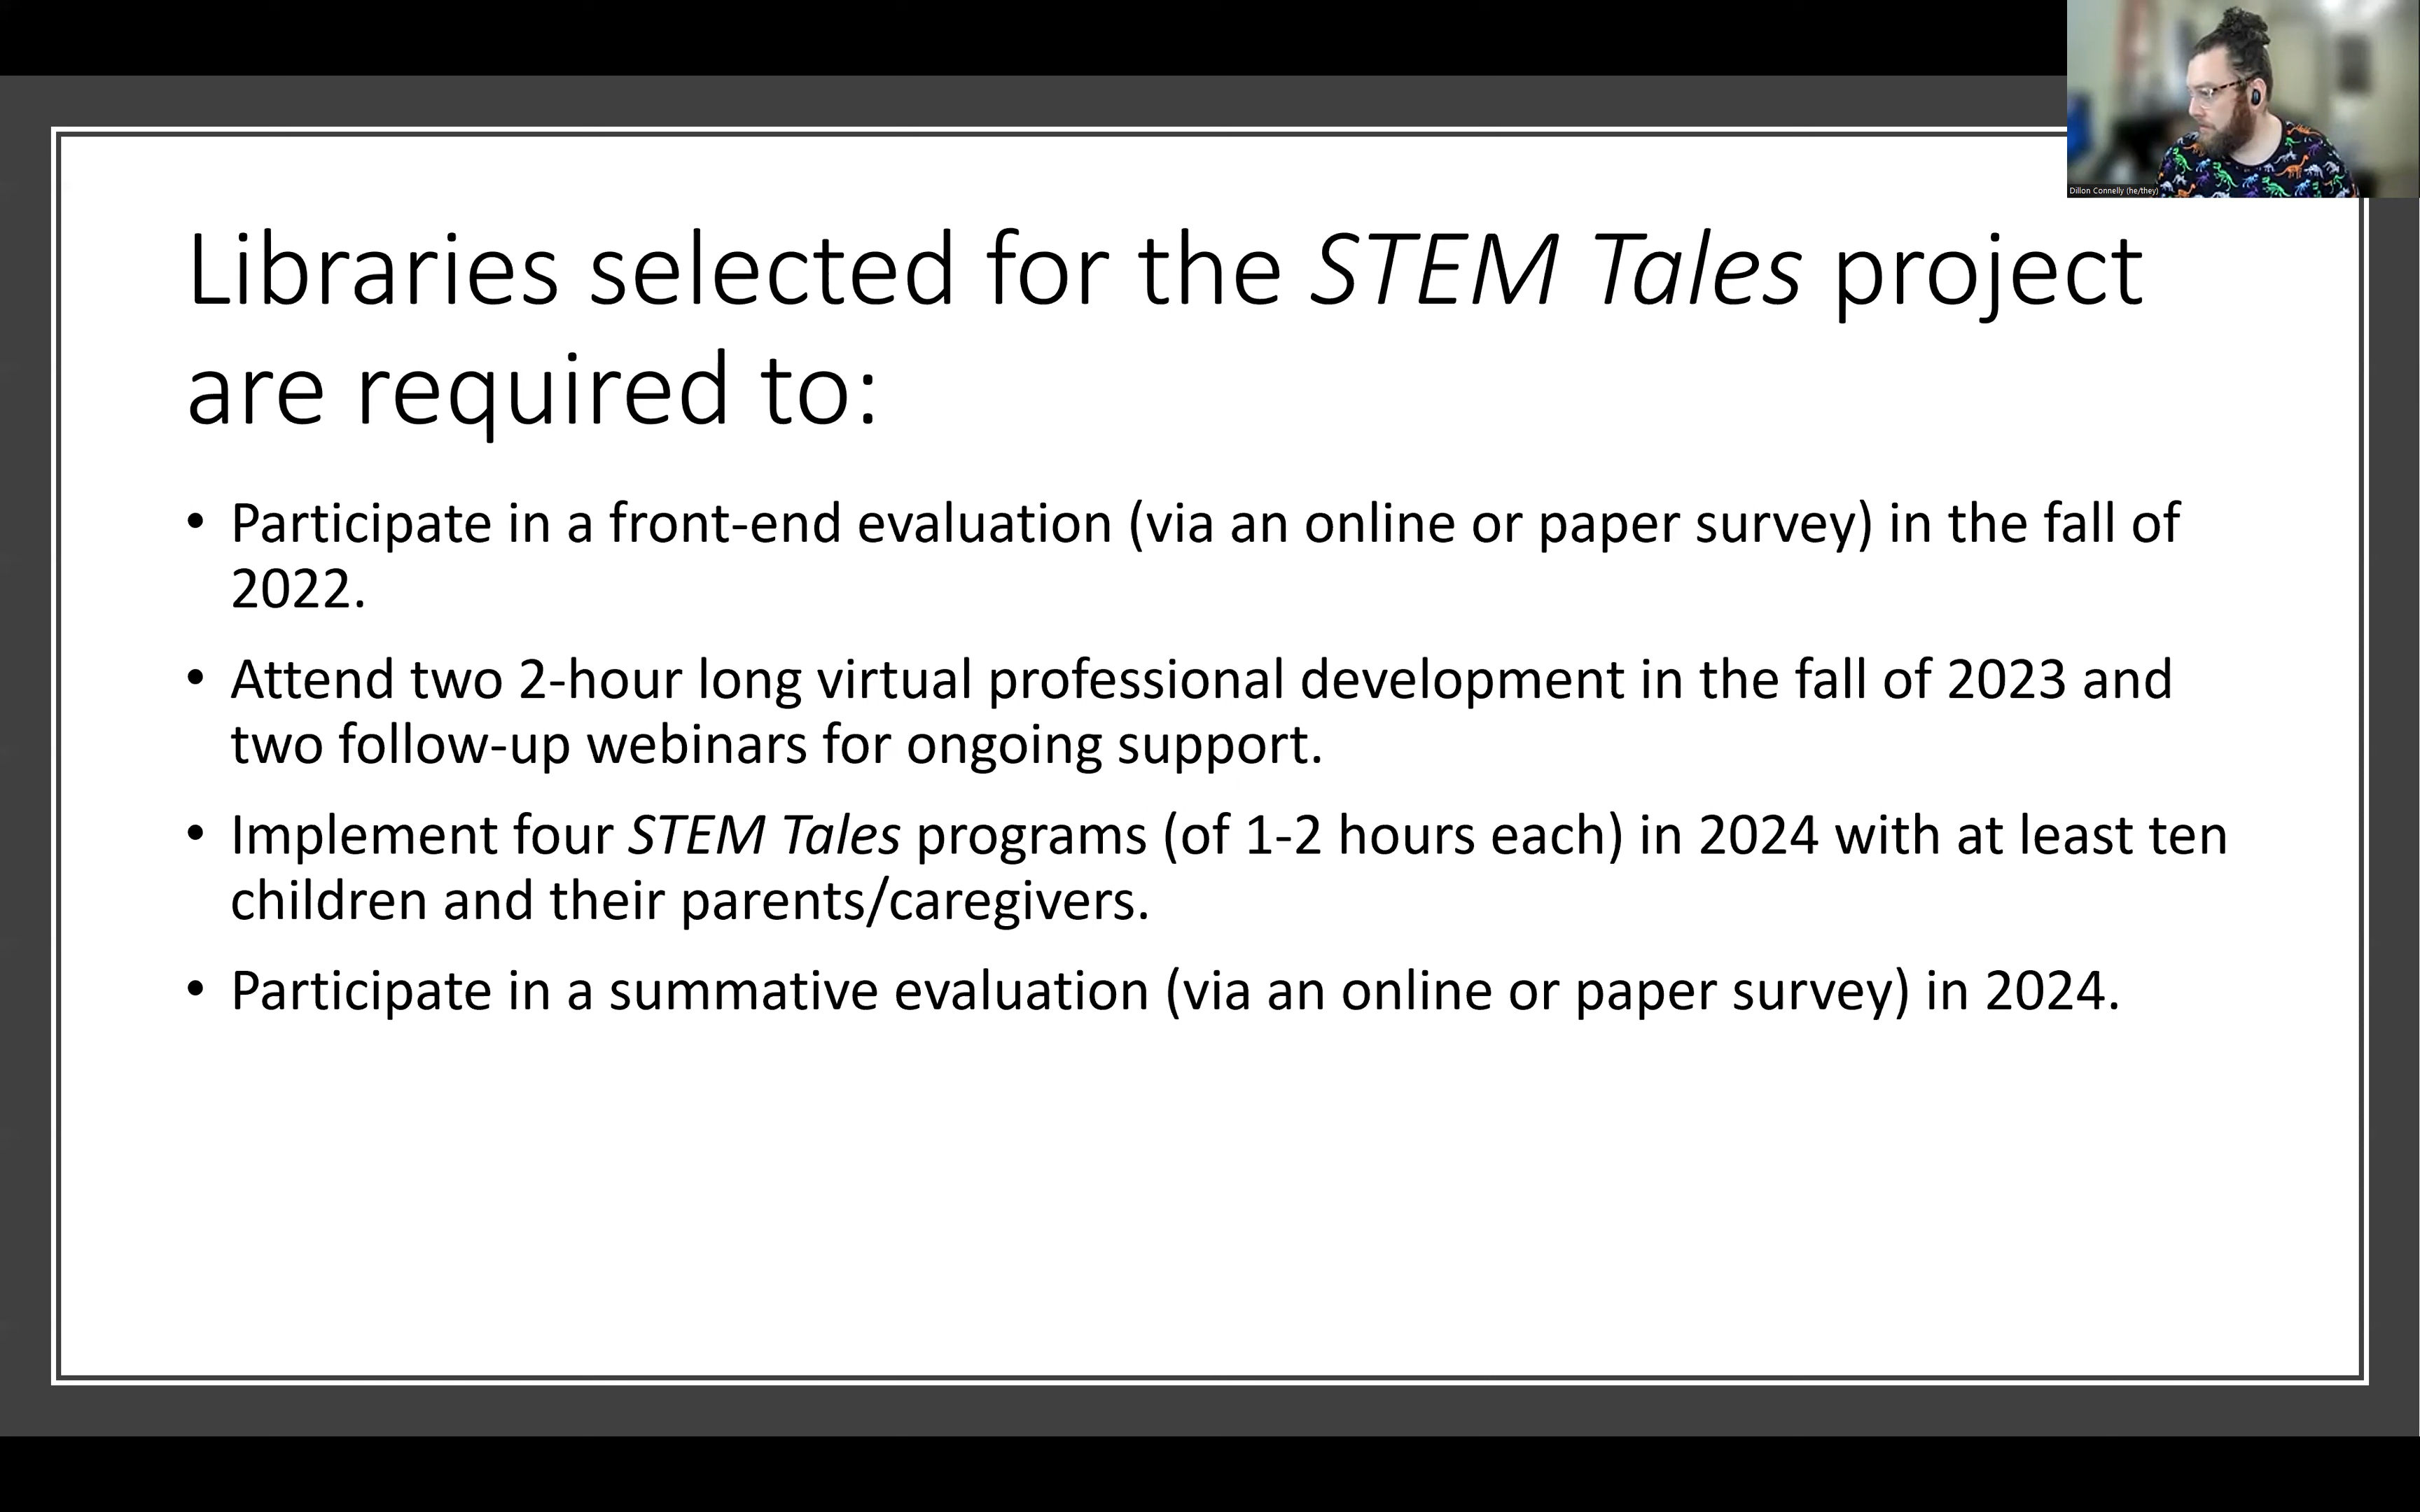 Dillon Connelly (he/they)
Libraries selected for the STEM Tales project
are required to:
• Participate in a front-end evaluation (via an online or paper survey) in the fall of
2022.
• Attend two 2-hour long virtual professional development in the fall of 2023 and
two follow-up webinars for ongoing support.
• Implement four STEM Tales programs (of 1-2 hours each) in 2024 with at least ten
children and their parents/caregivers.
• Participate in a summative evaluation (via an online or paper survey) in 2024.